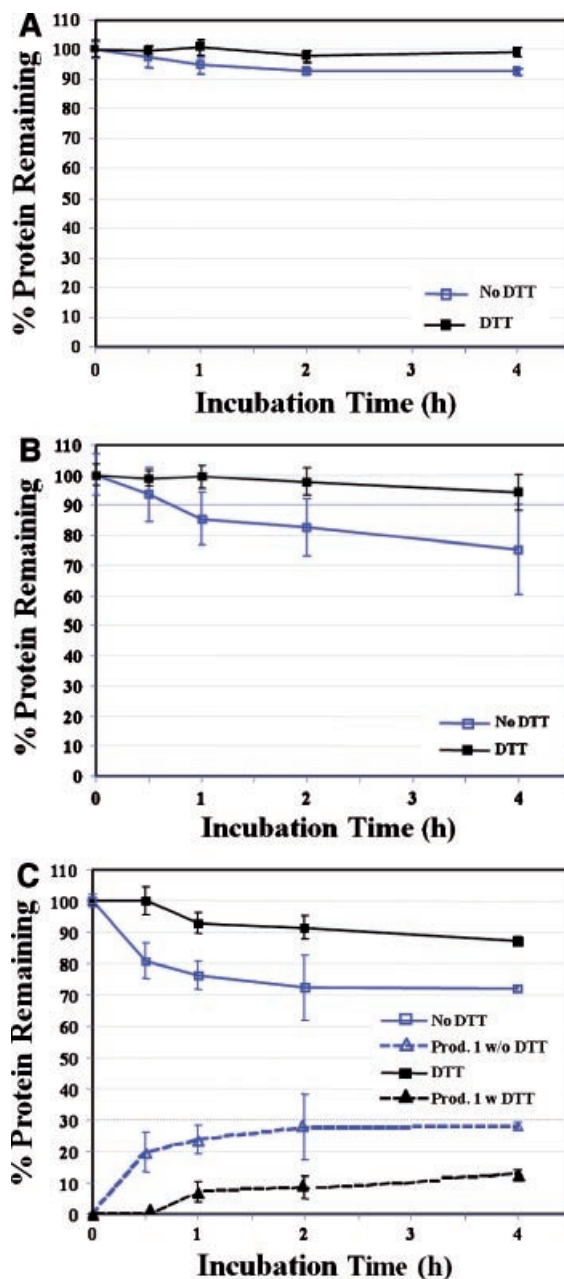 A
110
100
90
80
70
60
50
40
30
20
10
0
% Protein Remaining
No DTT
DTT
0 1 2 3 4
Incubation Time (h)
B
110
100
90
80
70
60
50
40
30
20
10
0
% Protein Remaining
No DTT
DTT
0 1 2 3 4
Incubation Time (h)
C
110
100
90
80
70
60
50
40
30
20
10
0
% Protein Remaining
No DTT
Prod. 1 w/o DTT
DTT
Prod. 1 w DTT
0 1 2 3 4
Incubation Time (h)